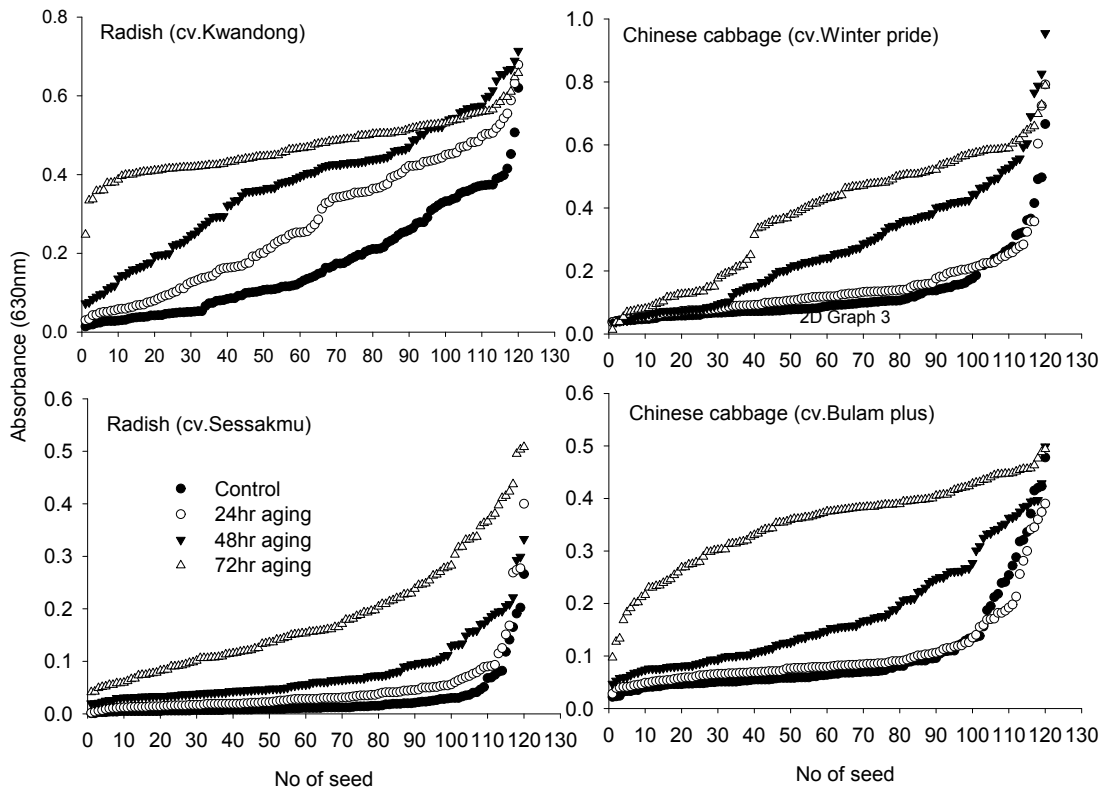 Radish (cv.Kwandong)
0.8
0.6
0.4
0.2
0.0
0 10 20 30 40 50 60 70 80 90 100 110 120 130
Chinese cabbage (cv.Winter pride)
1.0
0.8
0.6
0.4
0.2
0.0
2D Graph 3
0 10 20 30 40 50 60 70 80 90 100 110 120 130
Absorbance (630nm)
Radish (cv.Sessakmu)
0.6
0.5
0.4
0.3
0.2
0.1
0.0
Control
24hr aging
48hr aging
72hr aging
0 10 20 30 40 50 60 70 80 90 100 110 120 130
No of seed
Chinese cabbage (cv.Bulam plus)
0.6
0.5
0.4
0.3
0.2
0.1
0.0
0 10 20 30 40 50 60 70 80 90 100 110 120 130
No of seed